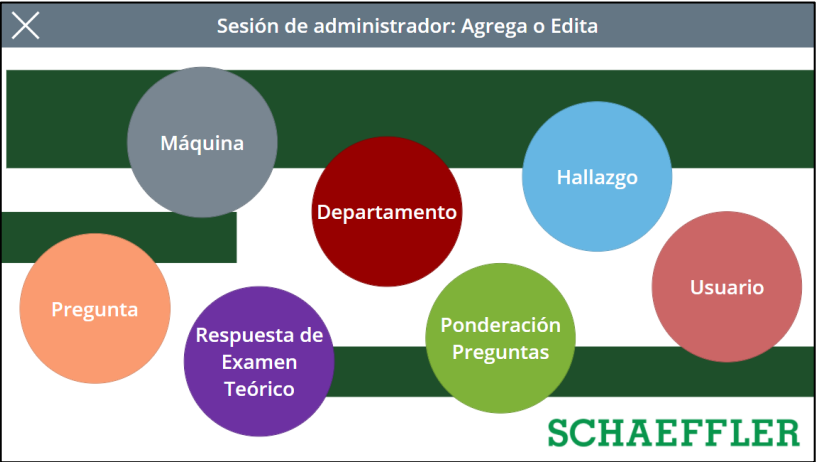 Sesión de administrador: Agrega o Edita
Máquina
Hallazgo
Departamento
Usuario
Pregunta
Respuesta de
Examen
Teórico
Ponderación
Preguntas
SCHAEFFLER